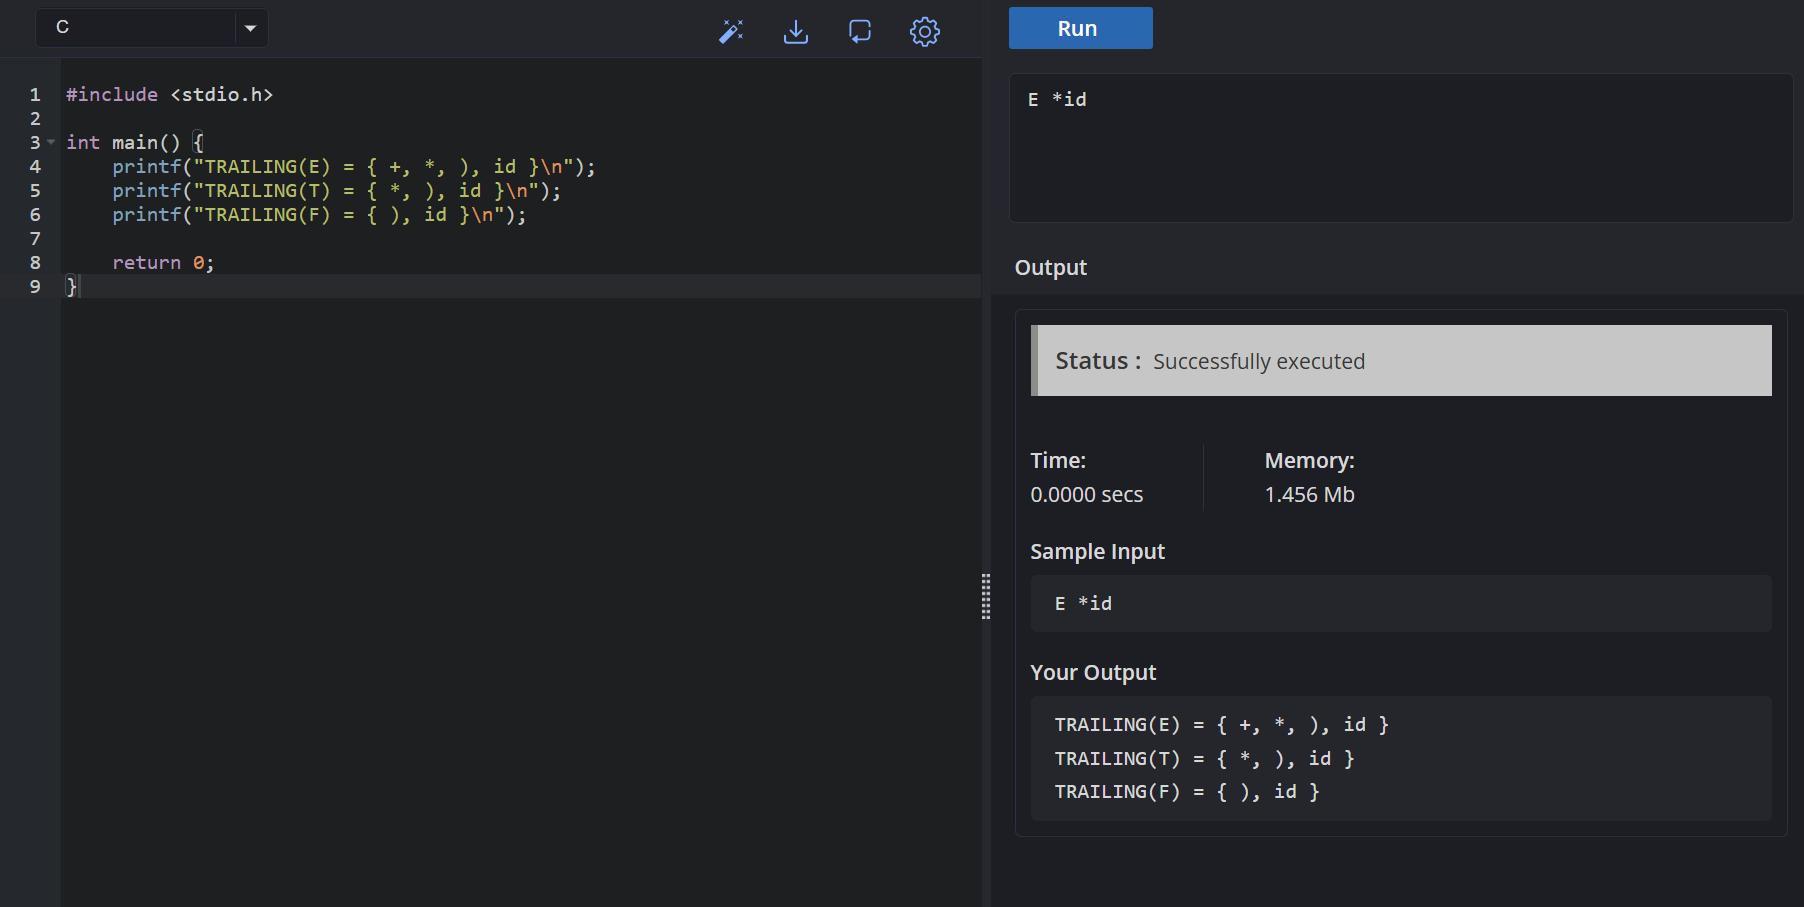 C
1 #include <stdio.h>
2
3 int main() {
4     printf("TRAILING(E) = { +, *, ), id }\n");
5     printf("TRAILING(T) = { *, ), id }\n");
6     printf("TRAILING(F) = { ), id }\n");
7
8     return 0;
9 }
Run
E *id
Output
Status : Successfully executed
Time: Memory:
0.0000 secs 1.456 Mb
Sample Input
E *id
Your Output
TRAILING(E) = { +, *, ), id }
TRAILING(T) = { *, ), id }
TRAILING(F) = { ), id }